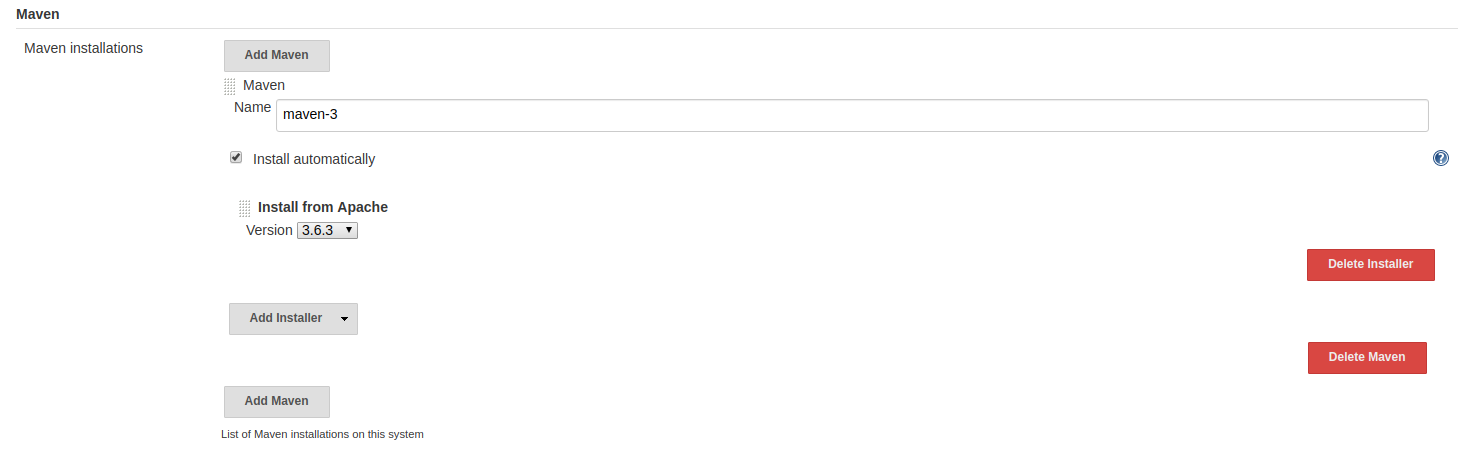 Maven
Maven installations
Add Maven
Maven
Name maven-3
Install automatically
?
Install from Apache
Version 3.6.3
Delete Installer
Add Installer
Delete Maven
Add Maven
List of Maven installations on this system